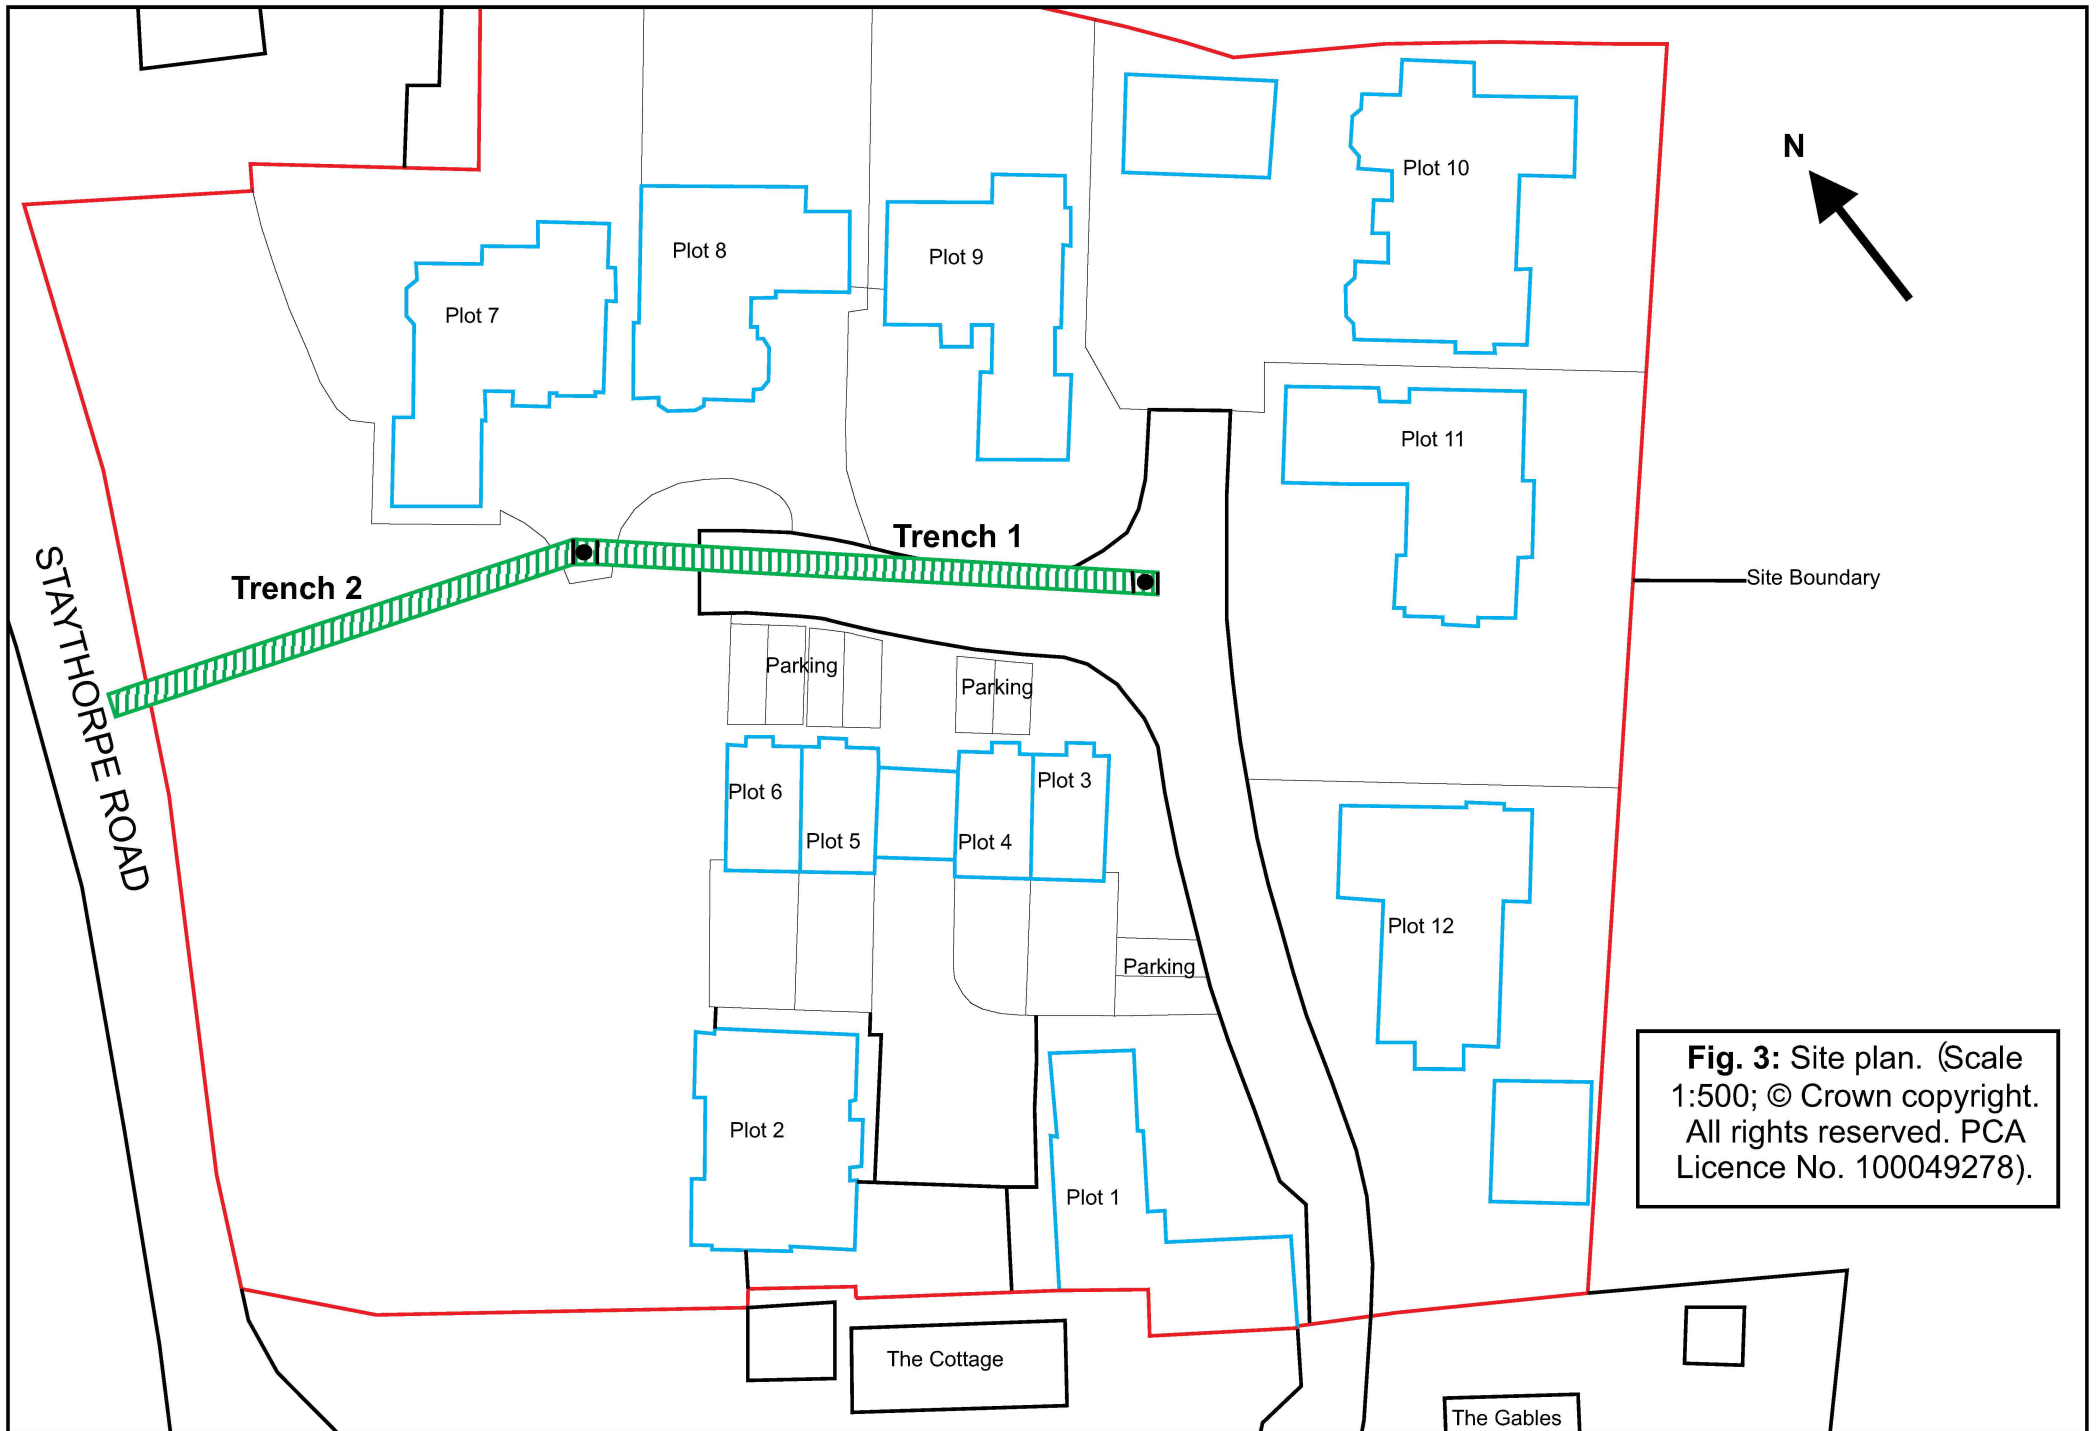 N
Plot 10
Plot 8
Plot 9
Plot 7
Plot 11
Trench 1
Trench 2
Site Boundary
STAYTHORPE ROAD
Parking
Parking
Plot 6
Plot 5
Plot 4
Plot 3
Plot 12
Parking
Plot 2
Plot 1
Fig. 3: Site plan. (Scale
1:500; © Crown copyright.
All rights reserved. PCA
Licence No. 100049278).
The Cottage
The Gables